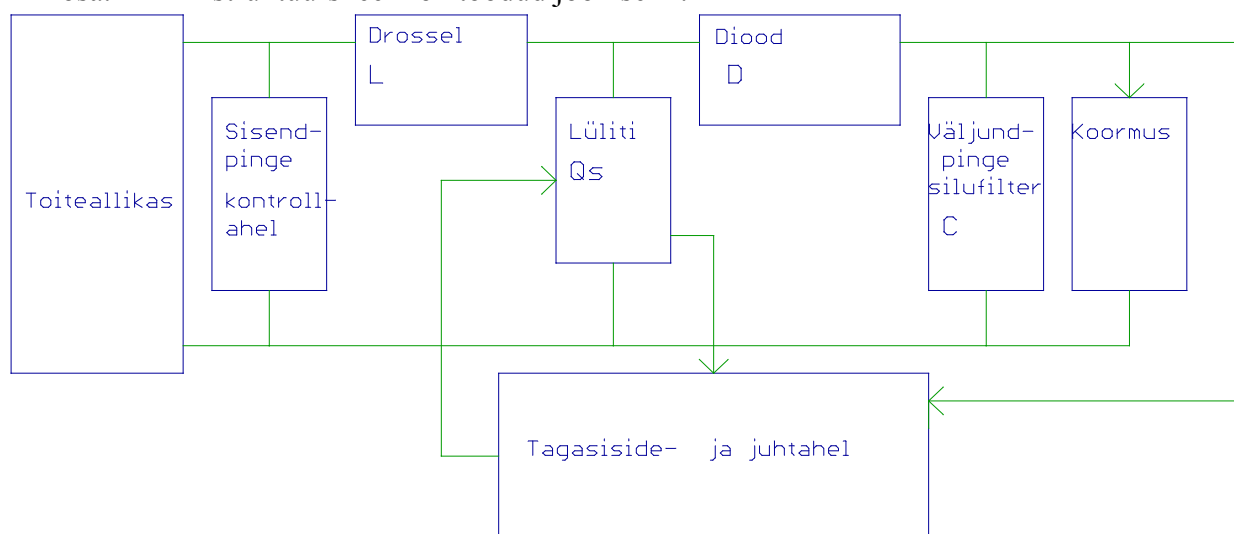 Toiteallikas
Sisend-
pinge
kontroll-
ahel
Drossel
L
Lüliti
Qs
Diood
D
Väljund-
pinge
silufilter
C
Koormus
Tagasiside- ja juhtahel